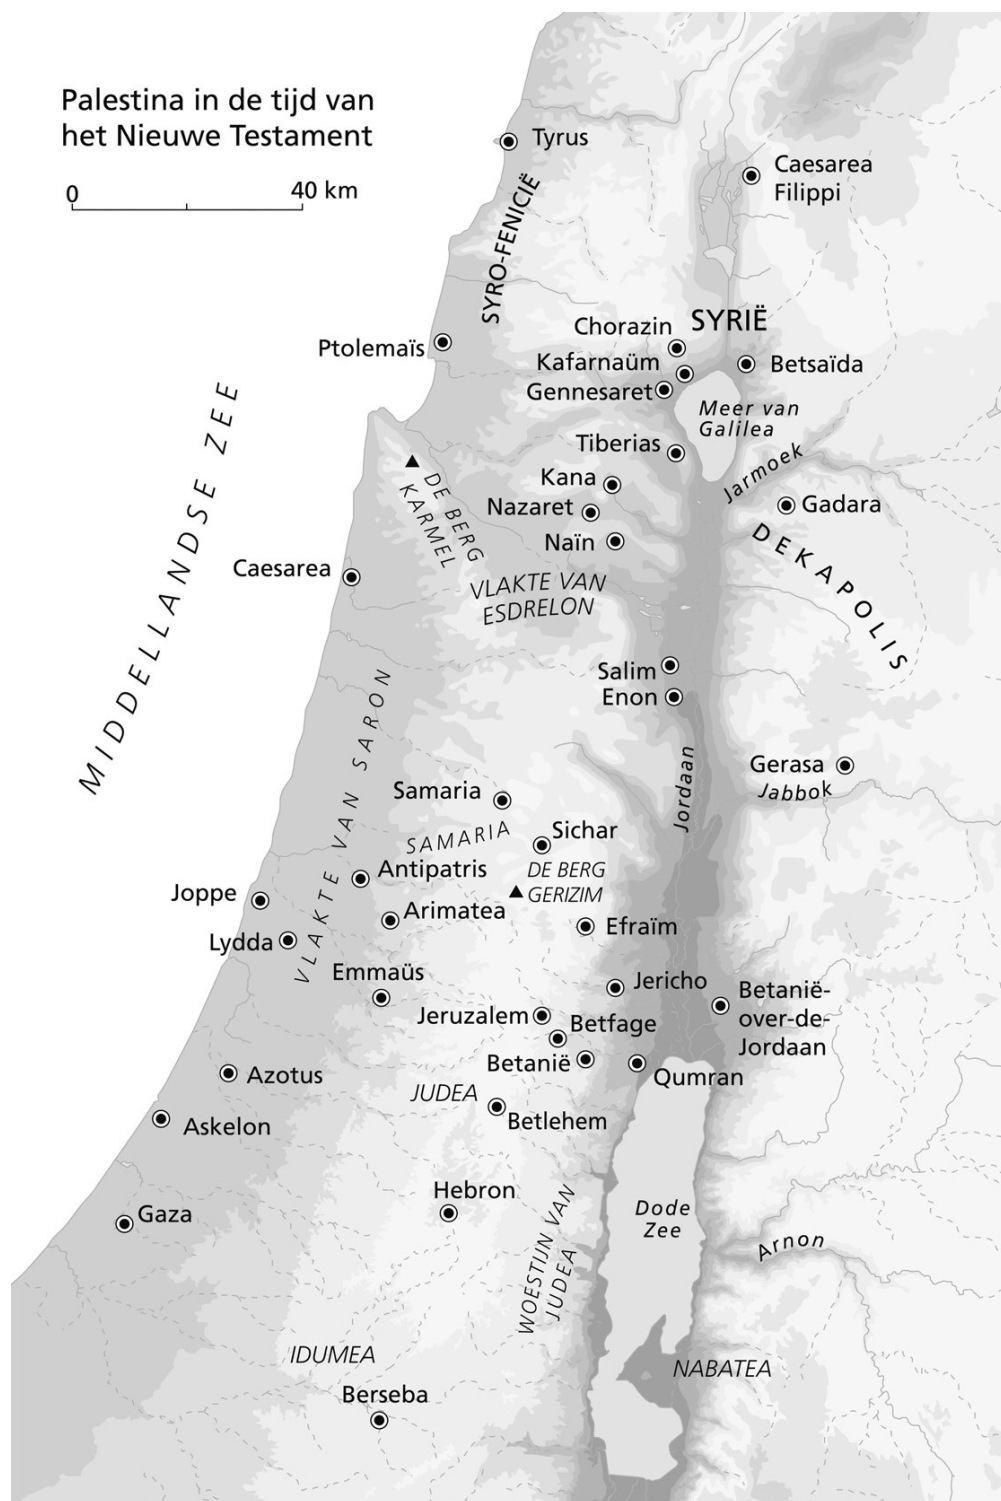 Palestina in de tijd van
het Nieuwe Testament
0
40 km
Tyrus
Caesarea
Filippi
SYRO-FENICIË
SYRIË
Chorazin
Ptolemaïs
Kafarnaüm
Betsaïda
Gennesaret
Meer van
Galilea
Tiberias
Jarmoek
Kana
Nazaret
Gadara
DE BERG
KARMEL
Naïn
DEKAPOLIS
MIDDELLANDSE ZEE
Caesarea
VLAKTE VAN
ESDRELON
Salim
Enon
VLAKTE VAN SARON
Jordaan
Gerasa
Jabbok
Samaria
SAMARIA
Sichar
Antipatris
DE BERG
GERIZIM
Joppe
Arimatea
Efraïm
Lydda
Emmaüs
Jericho
Betanië-
over-de-
Jordaan
Jeruzalem
Betfage
Betanië
Qumran
Azotus
JUDEA
Betlehem
Askelon
Hebron
Gaza
WOESTIJN VAN
JUDEA
Dode
Zee
Arnon
IDUMEA
NABATEA
Berseba